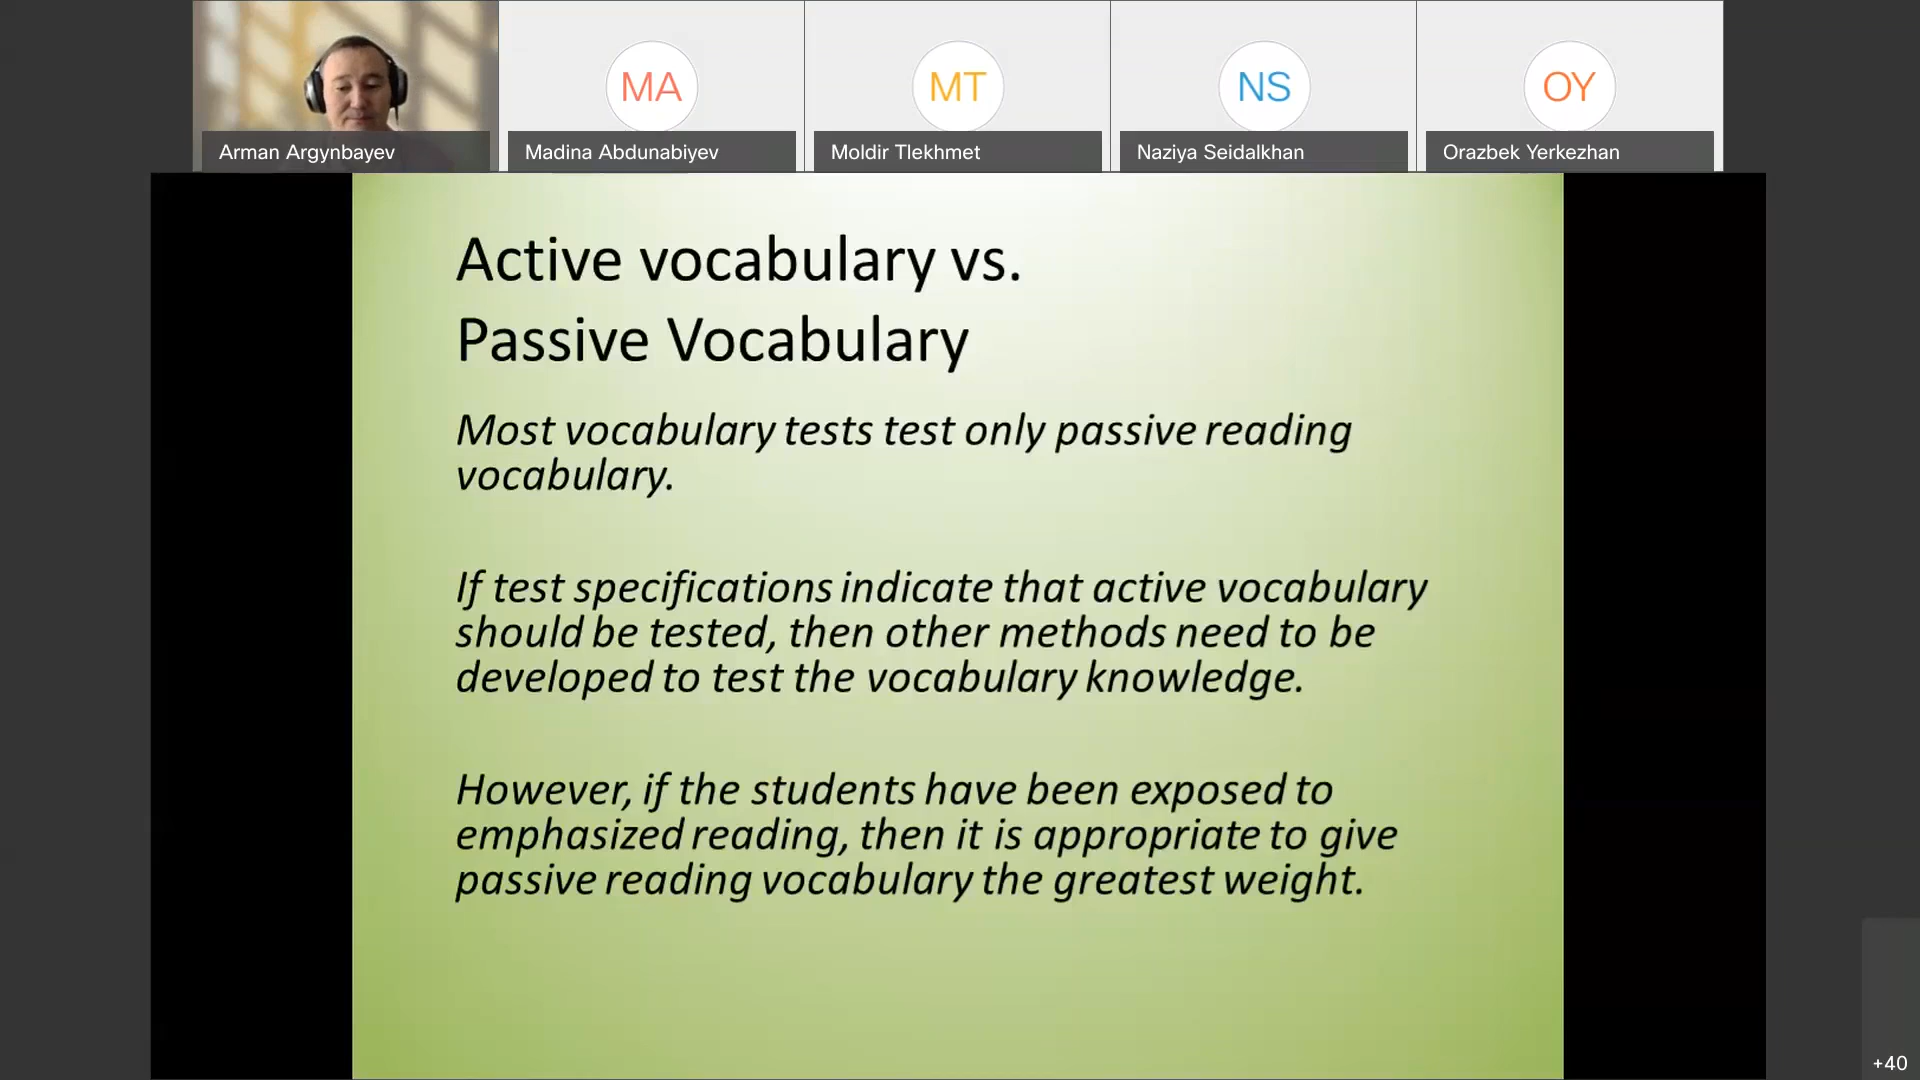 MA
MT
NS
OY
Arman Argynbayev
Madina Abdunabiyev
Moldir Tlekhmet
Naziya Seidalkhan
Orazbek Yerkezhan
Active vocabulary vs.
Passive Vocabulary
Most vocabulary tests test only passive reading
vocabulary.
If test specifications indicate that active vocabulary
should be tested, then other methods need to be
developed to test the vocabulary knowledge.
However, if the students have been exposed to
emphasized reading, then it is appropriate to give
passive reading vocabulary the greatest weight.
+40